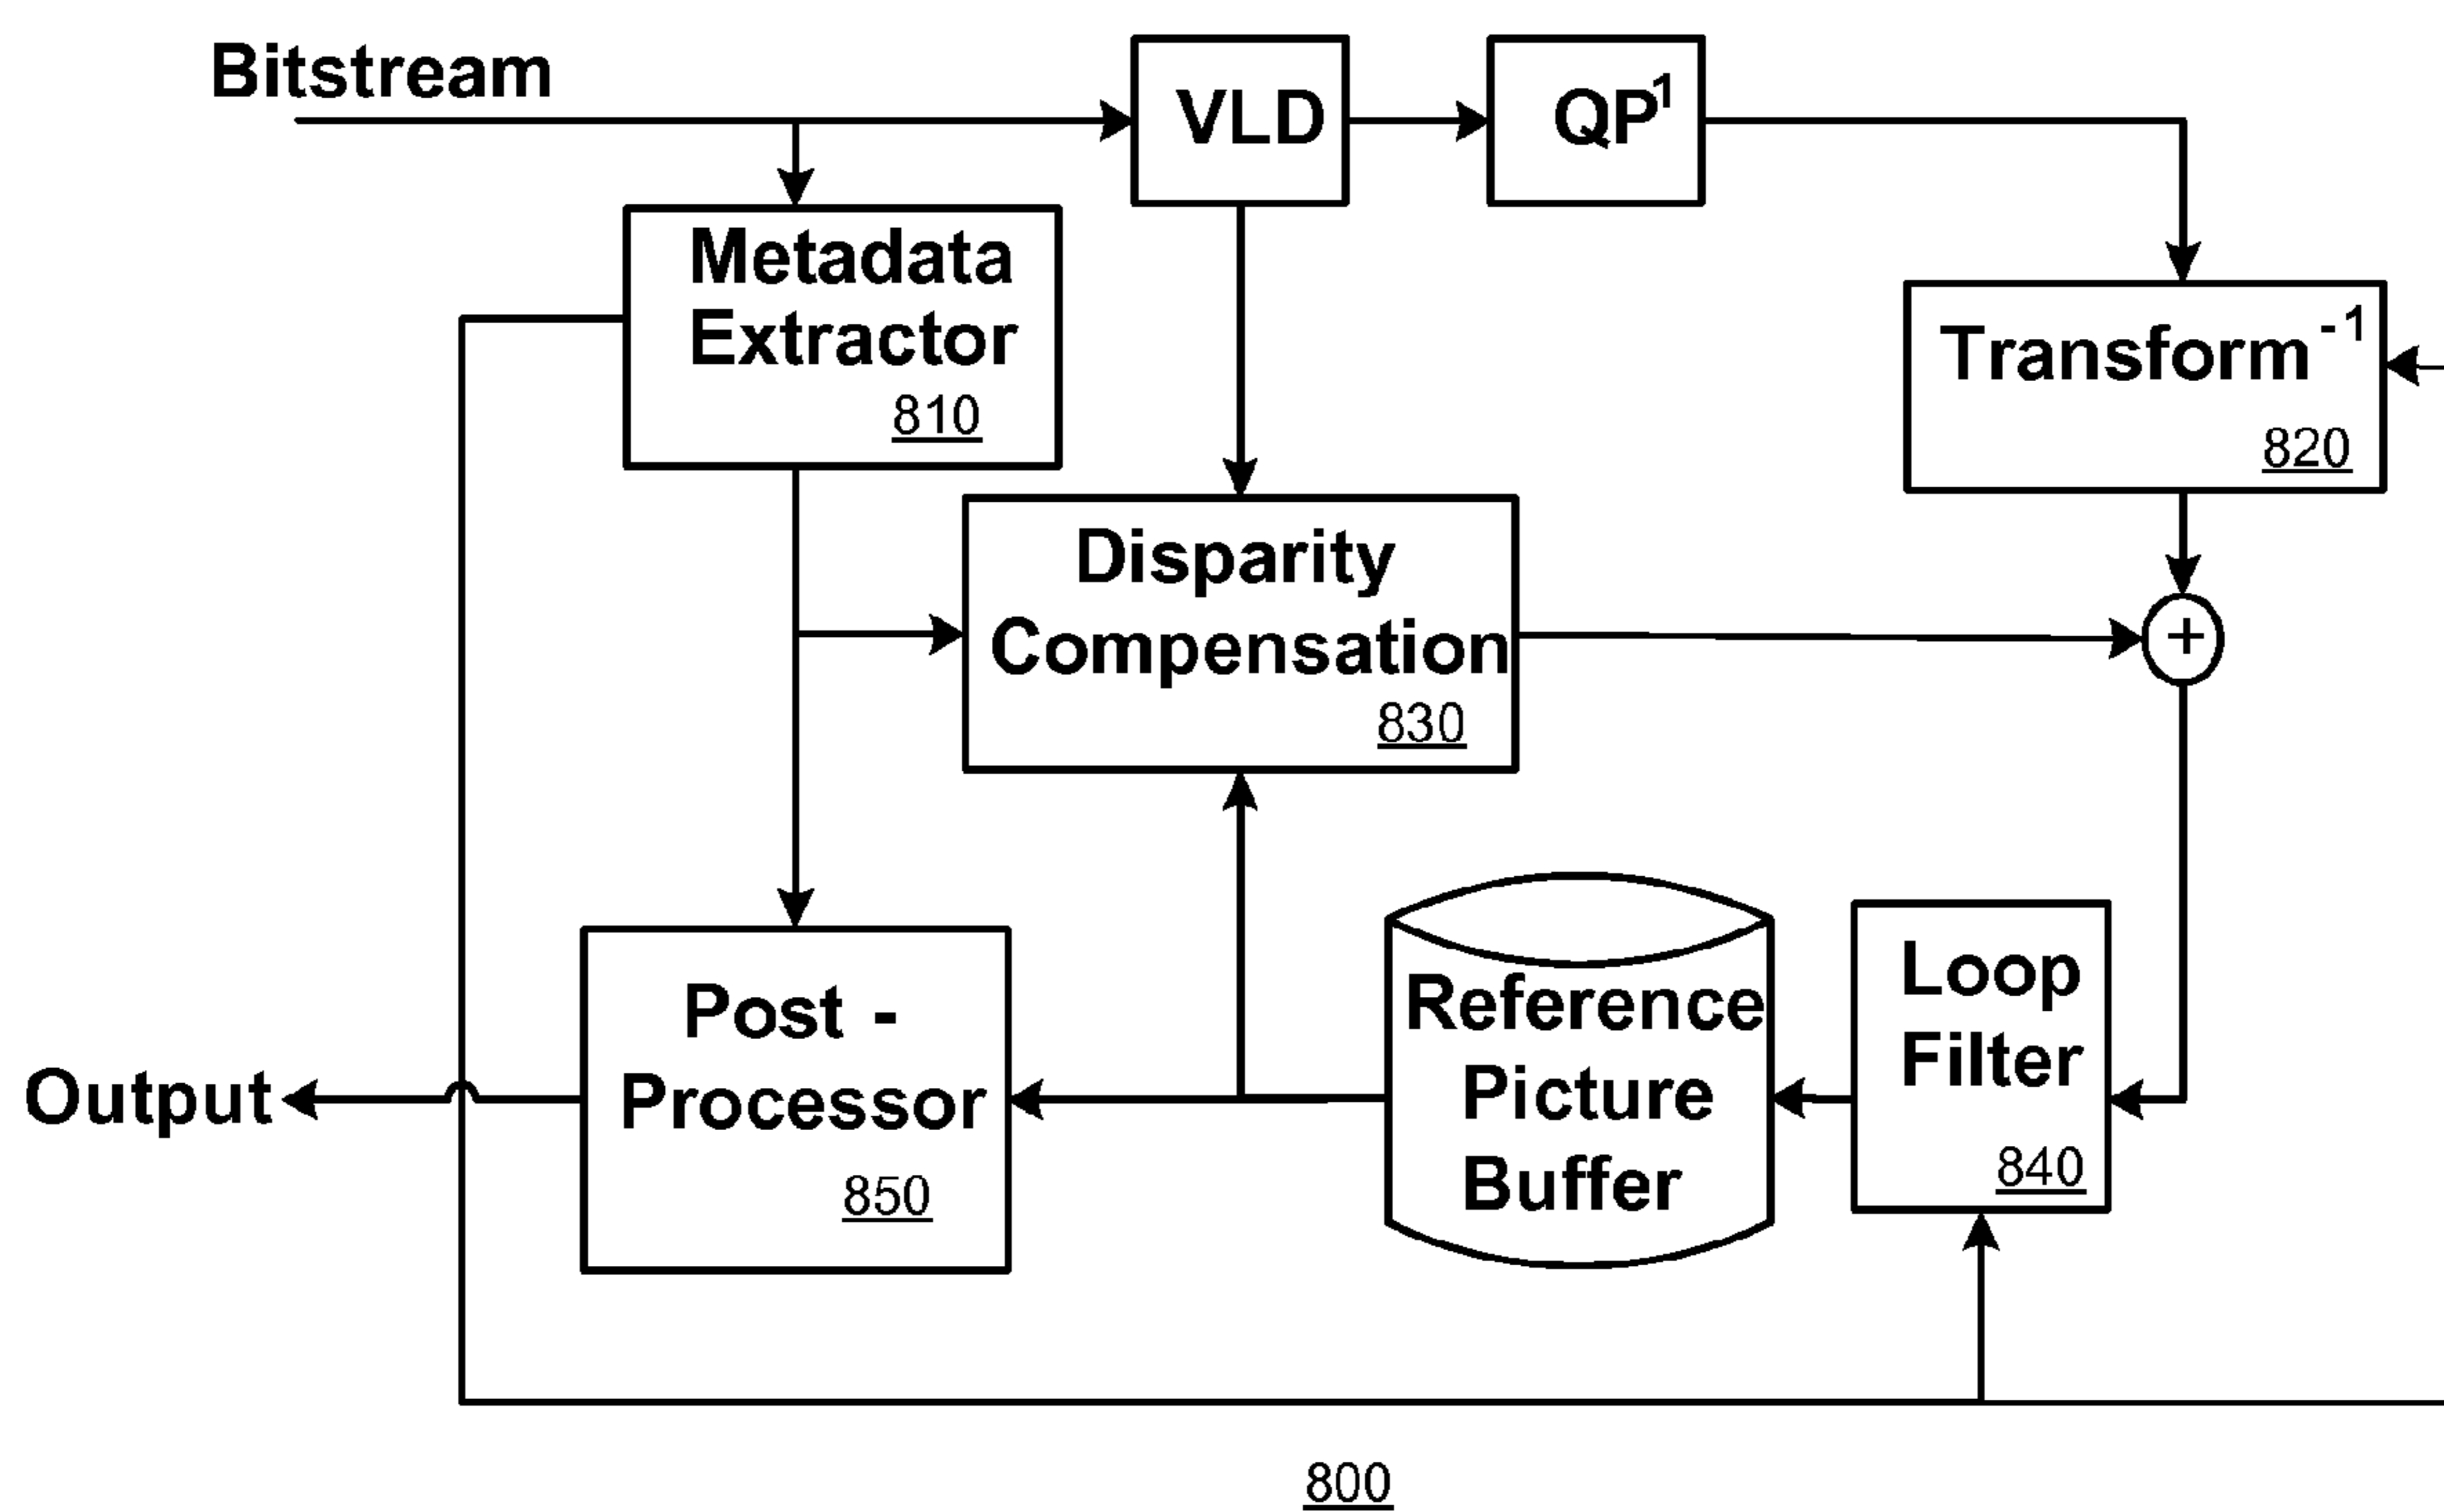 Bitstream
VLD
QP¹
Metadata
Extractor
810
Transform⁻¹
820
Disparity
Compensation
830
+
Post -
Processor
850
Reference
Picture
Buffer
Loop
Filter
840
Output
800